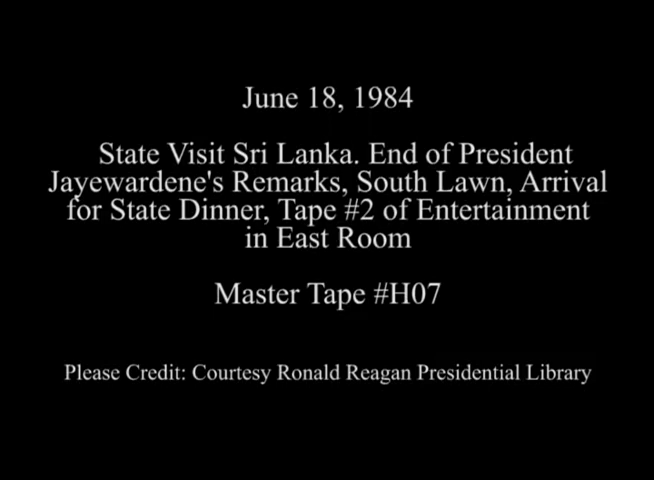 June 18, 1984
State Visit Sri Lanka. End of President
Jayewardene's Remarks, South Lawn, Arrival
for State Dinner, Tape #2 of Entertainment
in East Room
Master Tape #H07
Please Credit: Courtesy Ronald Reagan Presidential Library